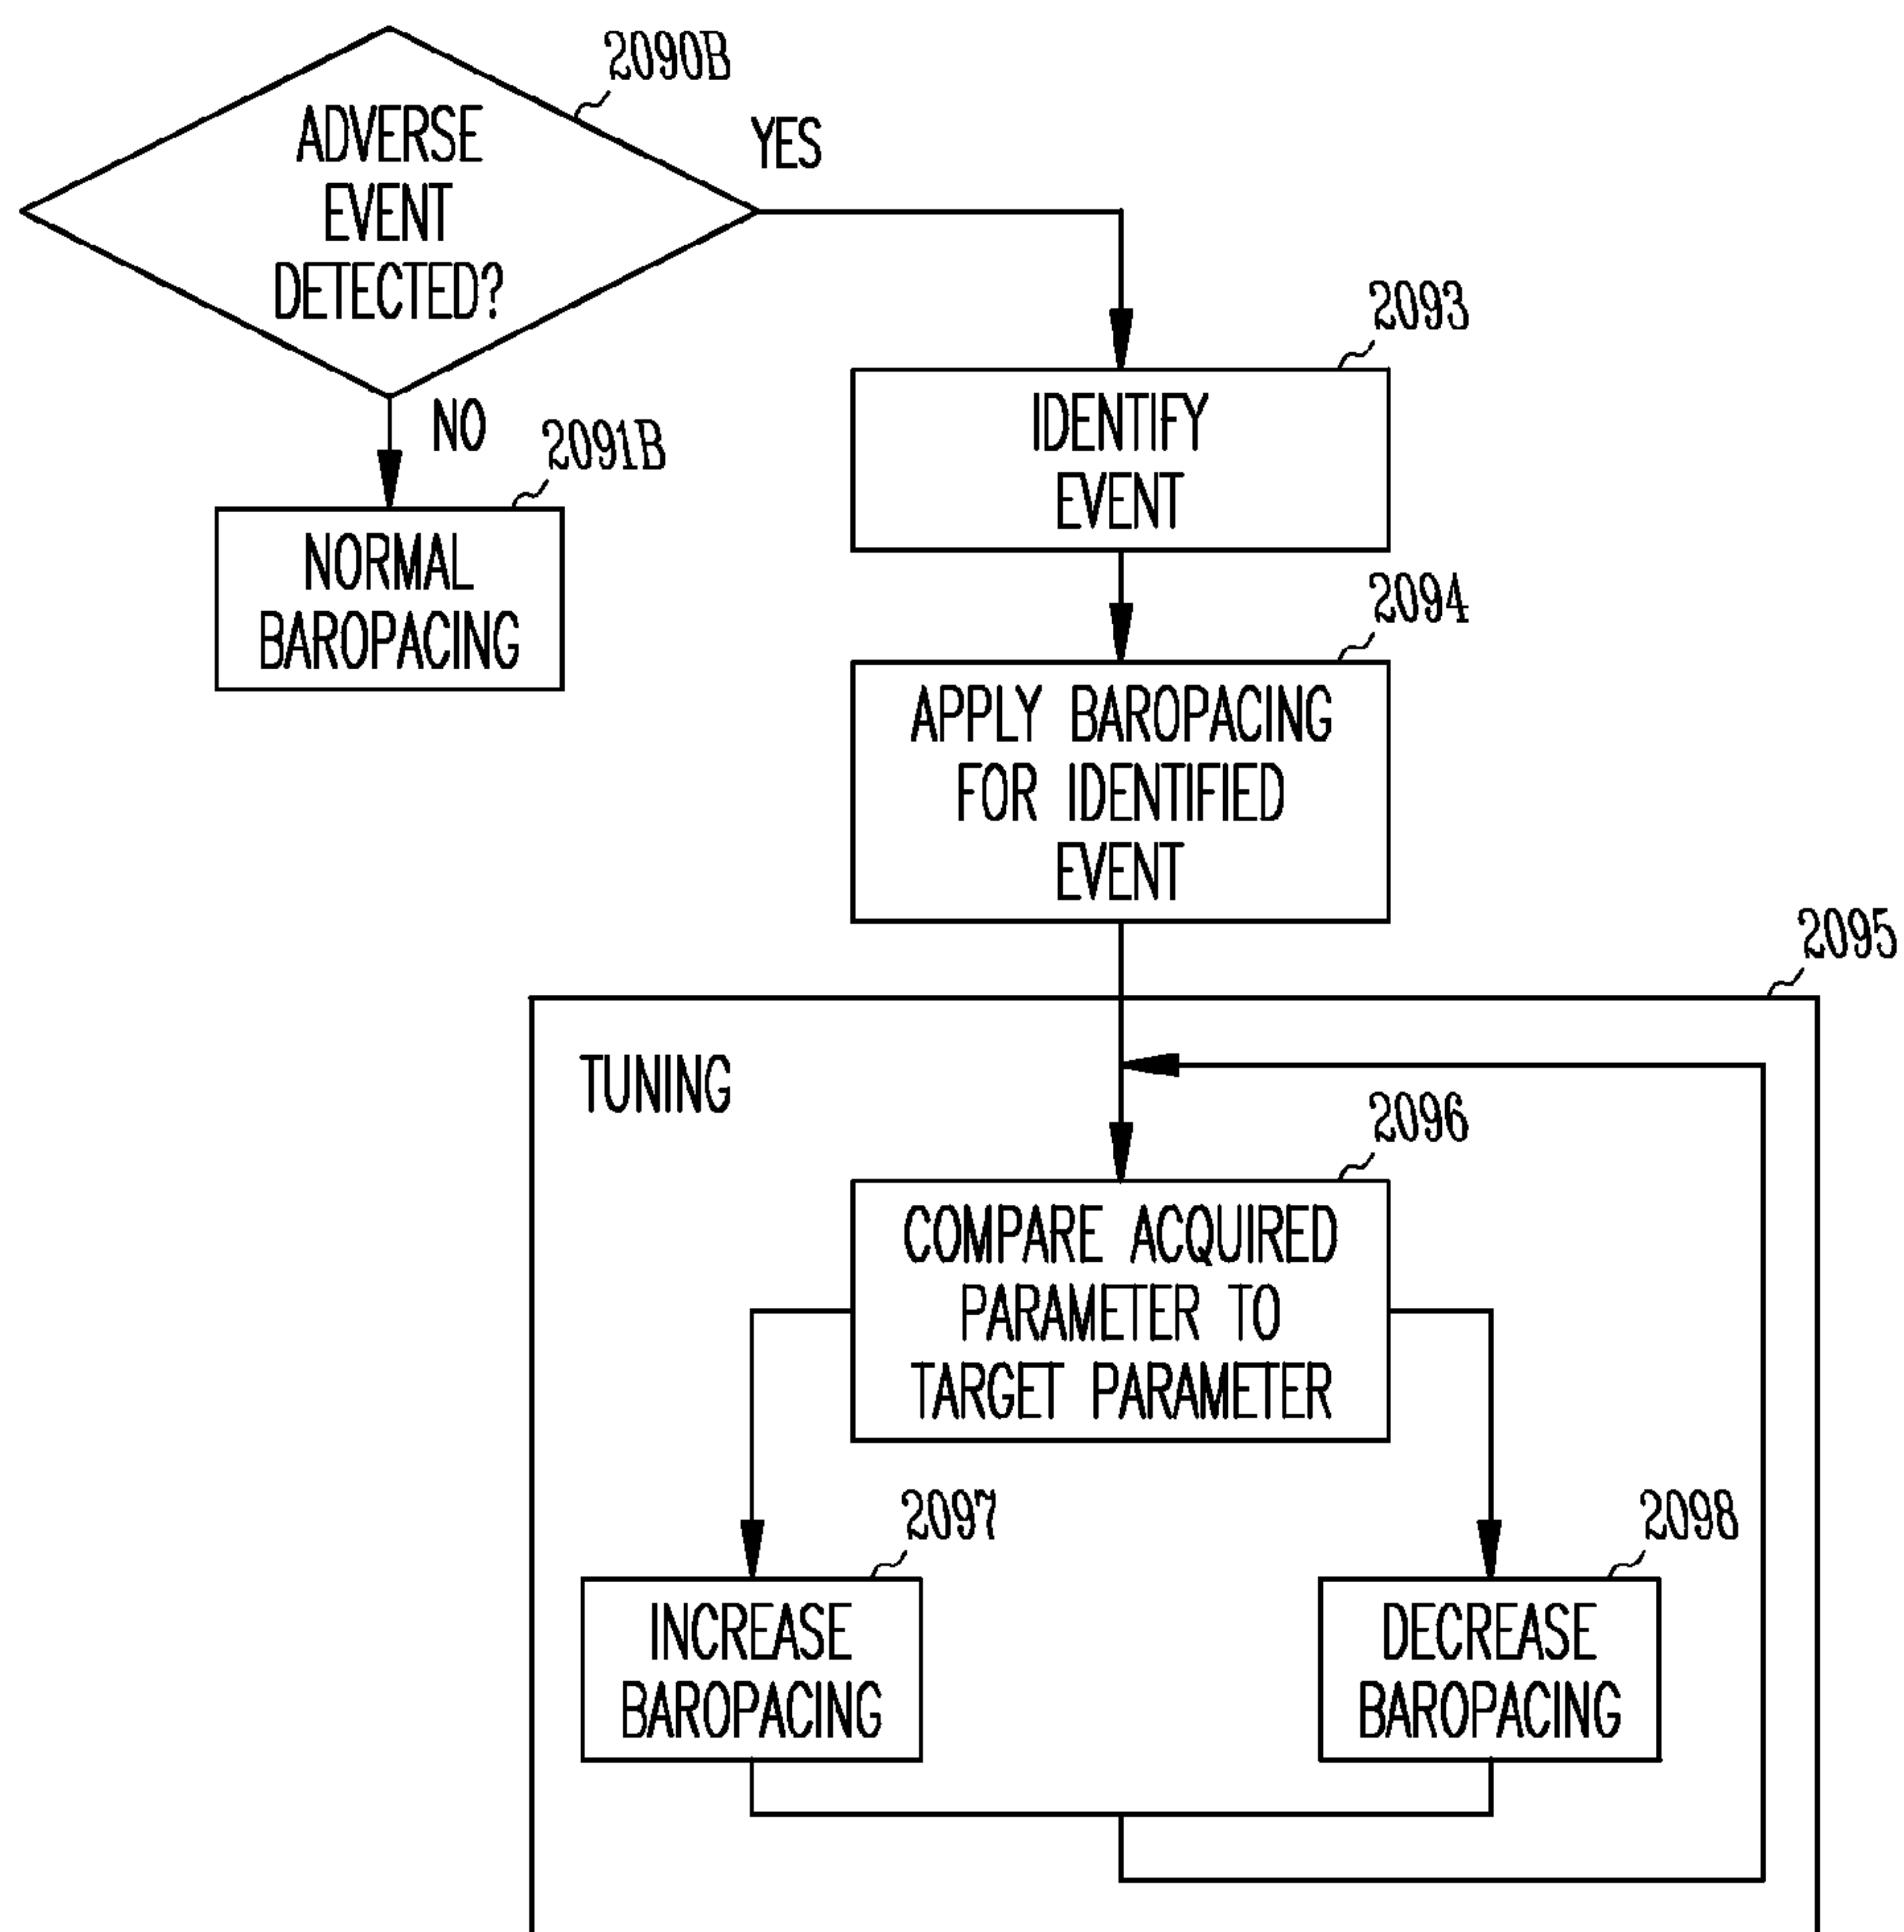 2090B
ADVERSE
EVENT
DETECTED?
YES
NO
2091B
NORMAL
BAROPACING
2093
IDENTIFY
EVENT
2094
APPLY BAROPACING
FOR IDENTIFIED
EVENT
2095
TUNING
2096
COMPARE ACQUIRED
PARAMETER TO
TARGET PARAMETER
2097
INCREASE
BAROPACING
2098
DECREASE
BAROPACING